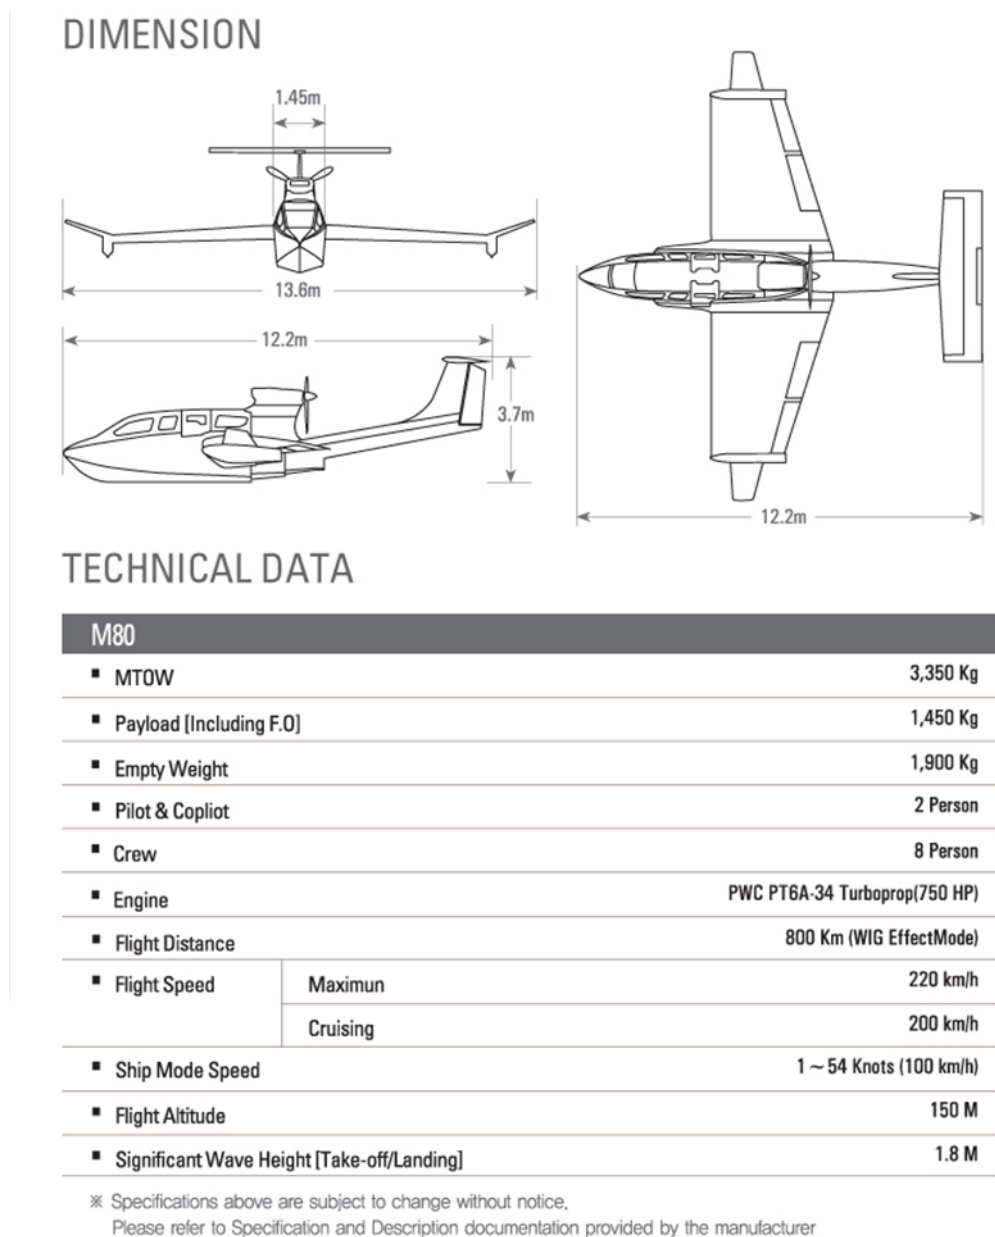 DIMENSION
1.45m
13.6m
12.2m
3.7m
12.2m
TECHNICAL DATA
M80
▪ MTOW 3,350 Kg
▪ Payload [Including F.O] 1,450 Kg
▪ Empty Weight 1,900 Kg
▪ Pilot & Copliot 2 Person
▪ Crew 8 Person
▪ Engine PWC PT6A-34 Turboprop(750 HP)
▪ Flight Distance 800 Km (WIG EffectMode)
▪ Flight Speed Maximun 220 km/h
Cruising 200 km/h
▪ Ship Mode Speed 1 ~ 54 Knots (100 km/h)
▪ Flight Altitude 150 M
▪ Significant Wave Height [Take-off/Landing] 1.8 M
※ Specifications above are subject to change without notice,
Please refer to Specification and Description documentation provided by the manufacturer